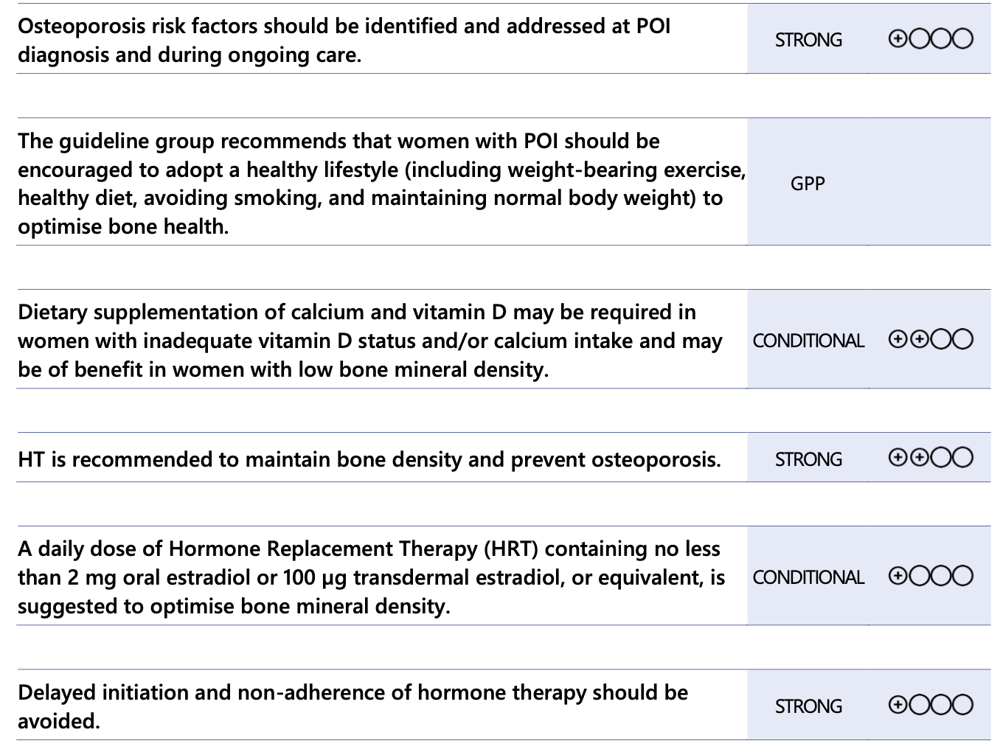 Osteoporosis risk factors should be identified and addressed at POI
diagnosis and during ongoing care.
STRONG ⊕◯◯◯
The guideline group recommends that women with POI should be
encouraged to adopt a healthy lifestyle (including weight-bearing exercise,
healthy diet, avoiding smoking, and maintaining normal body weight) to
optimise bone health.
GPP
Dietary supplementation of calcium and vitamin D may be required in
women with inadequate vitamin D status and/or calcium intake and may
be of benefit in women with low bone mineral density.
CONDITIONAL ⊕⊕◯◯
HT is recommended to maintain bone density and prevent osteoporosis.
STRONG ⊕⊕◯◯
A daily dose of Hormone Replacement Therapy (HRT) containing no less
than 2 mg oral estradiol or 100 µg transdermal estradiol, or equivalent, is
suggested to optimise bone mineral density.
CONDITIONAL ⊕◯◯◯
Delayed initiation and non-adherence of hormone therapy should be
avoided.
STRONG ⊕◯◯◯